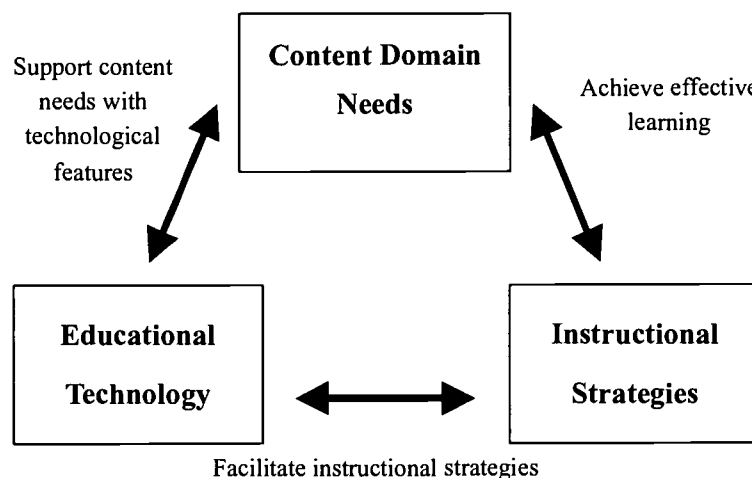 Support content
needs with
technological
features
Content Domain
Needs
Achieve effective
learning
Educational
Technology
Instructional
Strategies
Facilitate instructional strategies